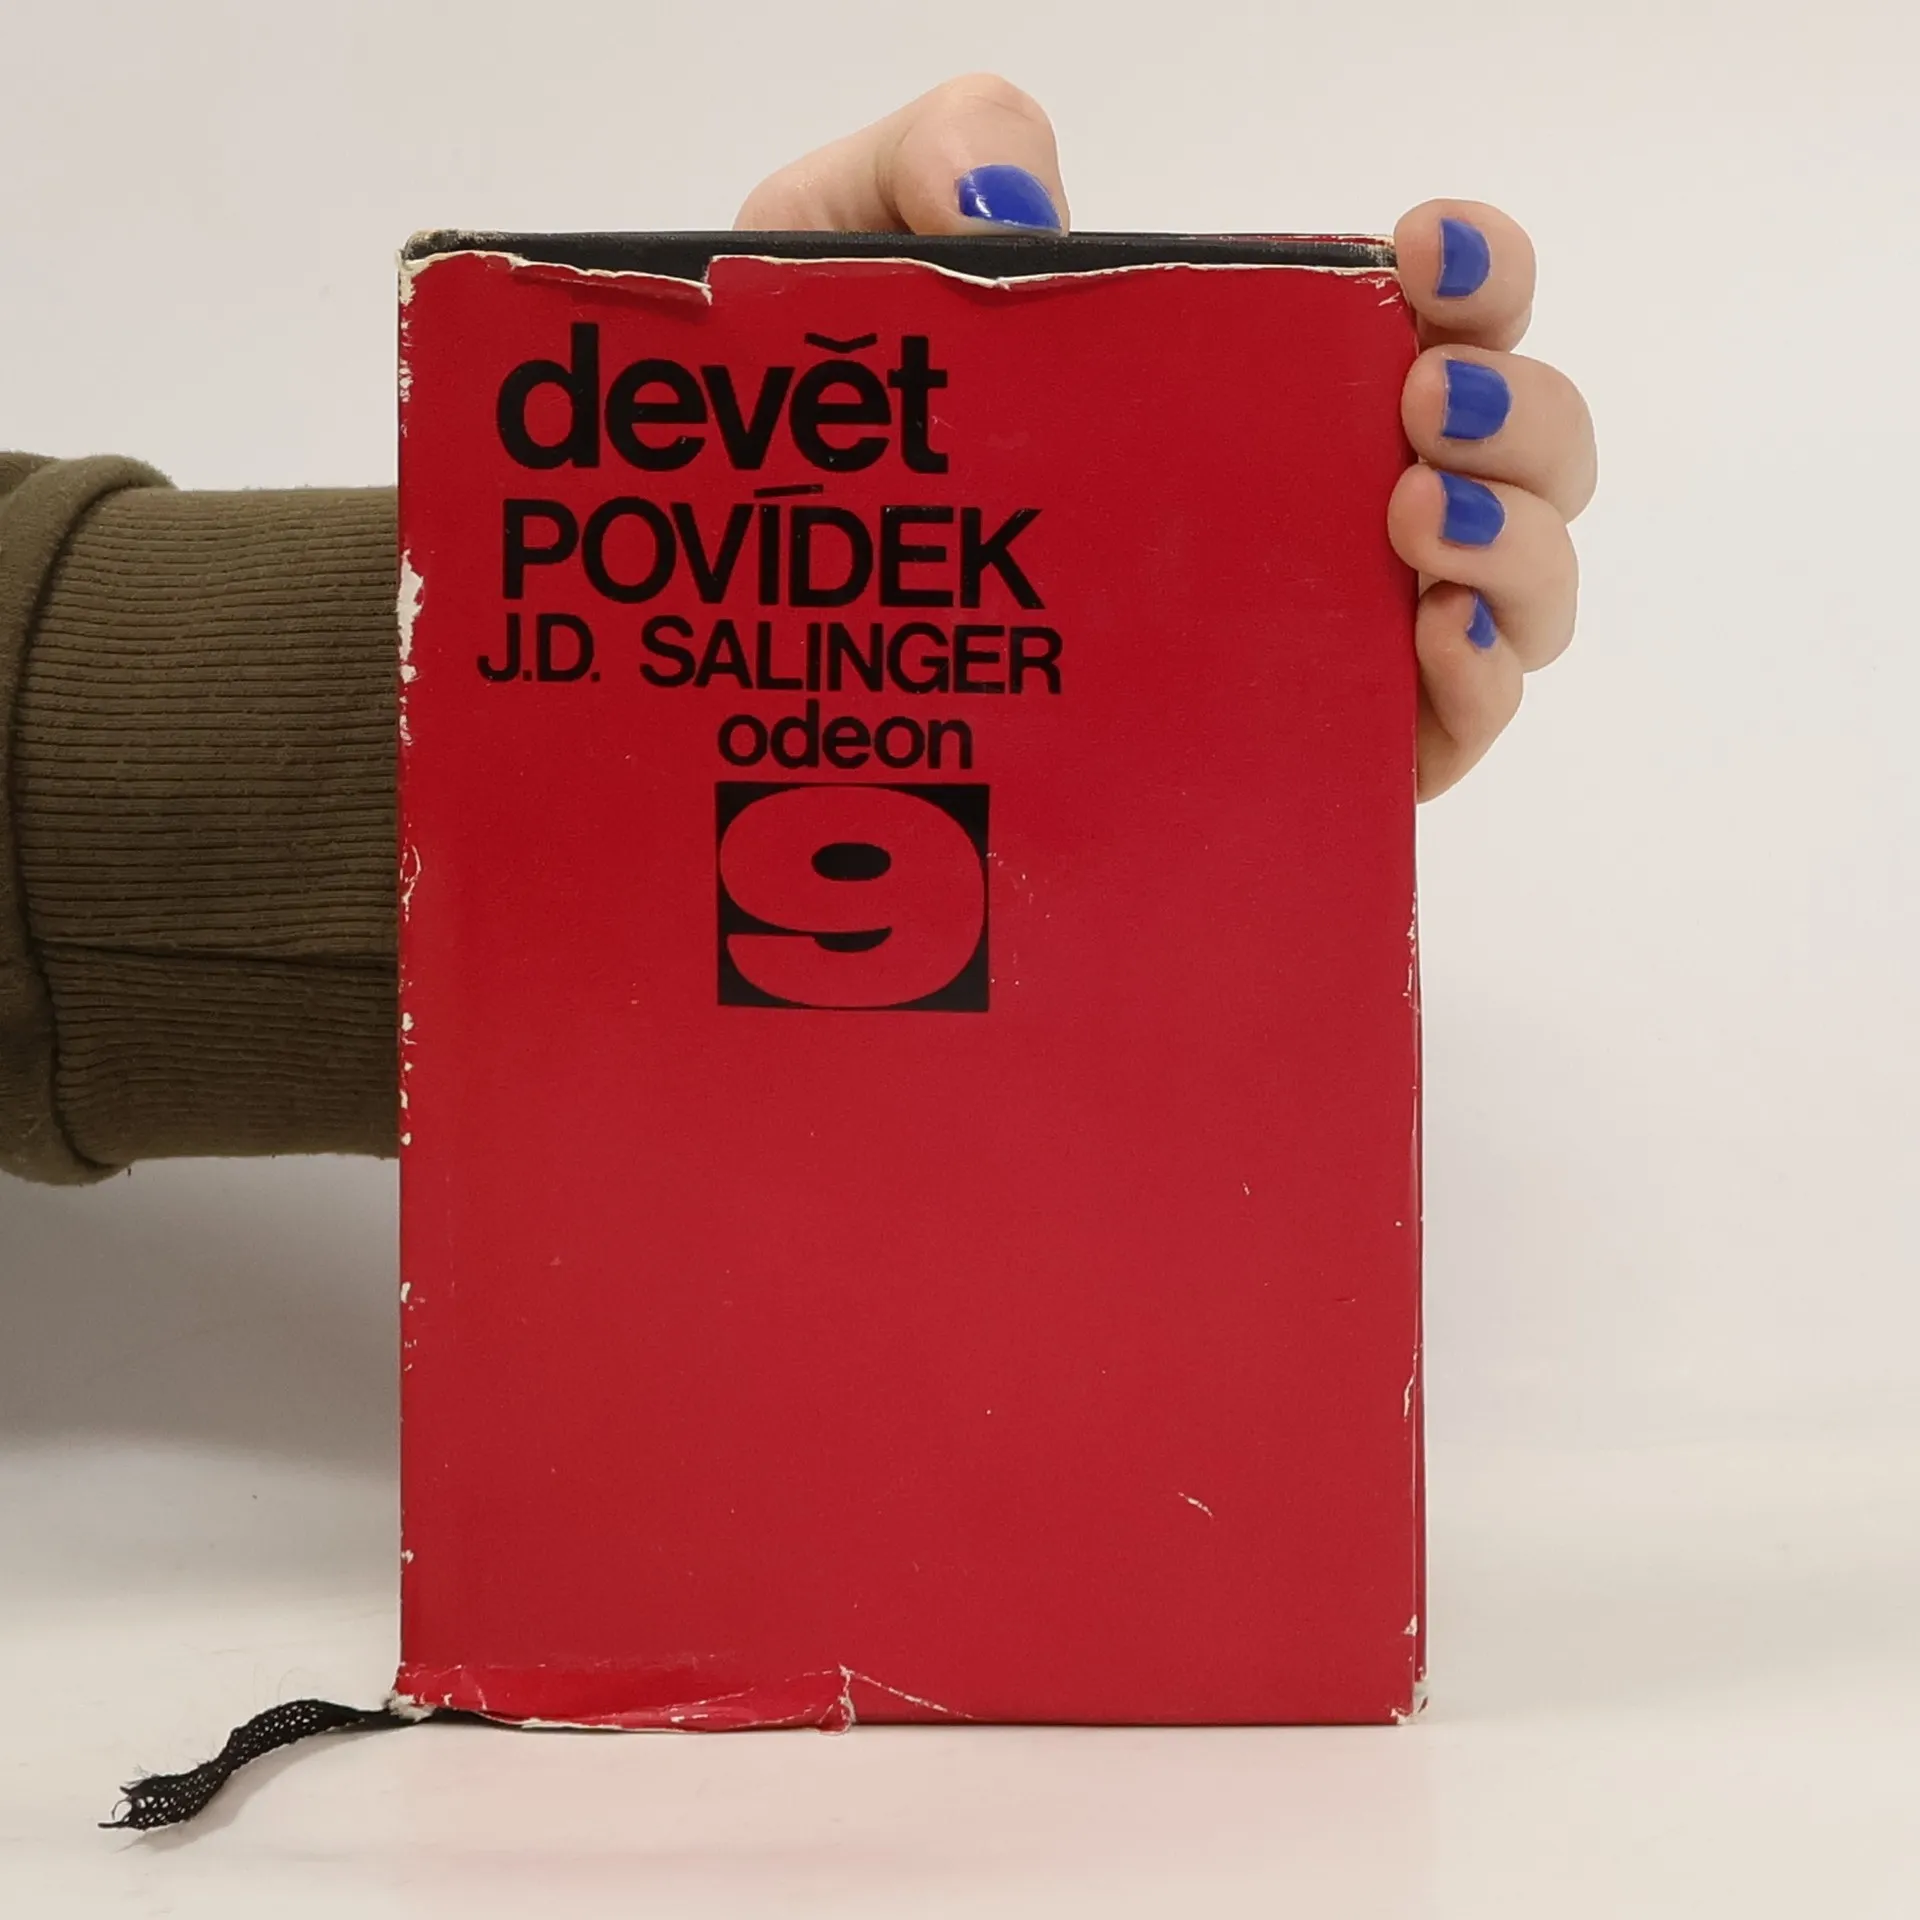 devět
POVÍDEK
J.D. SALINGER
odeon
9